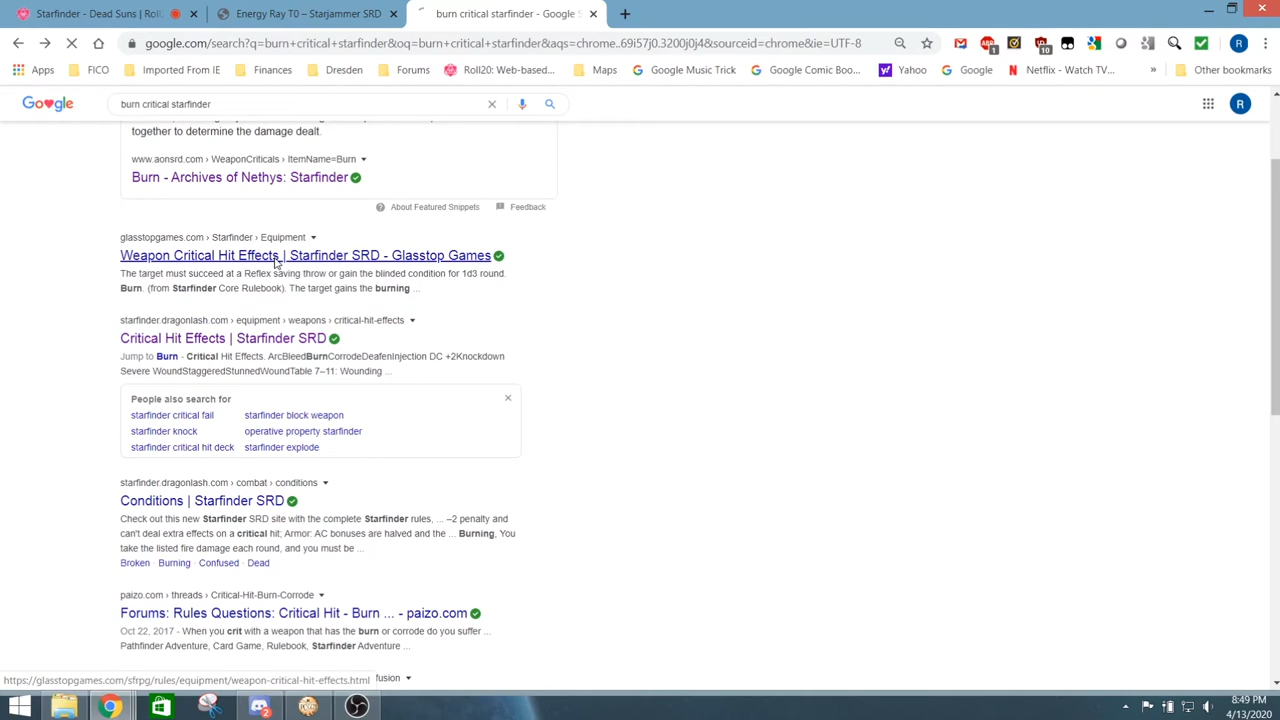 Starfinder - Dead Suns | Roll
Energy Ray T0 – Starjammer SRD
burn critical starfinder - Google S
google.com/search?q=burn+critical+starfinder&oq=burn+critical+starfinder&aqs=chrome..69i57j0.3200j0j4&sourceid=chrome&ie=UTF-8
Apps FICO Imported From IE Finances Dresden Forums Roll20: Web-based... Maps Google Music Trick Google Comic Boo... Yahoo Google Netflix - Watch TV... » Other bookmarks
Google burn critical starfinder R
together to determine the damage dealt.
www.aonsrd.com › WeaponCriticals › ItemName=Burn
Burn - Archives of Nethys: Starfinder
About Featured Snippets Feedback
glasstopgames.com › Starfinder › Equipment
Weapon Critical Hit Effects | Starfinder SRD - Glasstop Games
The target must succeed at a Reflex saving throw or gain the blinded condition for 1d3 round.
Burn. (from Starfinder Core Rulebook). The target gains the burning ...
starfinder.dragonlash.com › equipment › weapons › critical-hit-effects
Critical Hit Effects | Starfinder SRD
Jump to Burn - Critical Hit Effects. ArcBleedBurnCorrodeDeafenInjection DC +2Knockdown
Severe WoundStaggeredStunnedWoundTable 7–11: Wounding ...
People also search for
starfinder critical fail starfinder block weapon
starfinder knock operative property starfinder
starfinder critical hit deck starfinder explode
starfinder.dragonlash.com › combat › conditions
Conditions | Starfinder SRD
Check out this new Starfinder SRD site with the complete Starfinder rules, ... –2 penalty and
can't deal extra effects on a critical hit; Armor: AC bonuses are halved and the ... Burning, You
take the listed fire damage each round, and you must be ...
Broken · Burning · Confused · Dead
paizo.com › threads › Critical-Hit-Burn-Corrode
Forums: Rules Questions: Critical Hit - Burn ... - paizo.com
Oct 22, 2017 - When you crit with a weapon that has the burn or corrode do you suffer ...
Pathfinder Adventure, Card Game, Rulebook, Starfinder Adventure ...
https://glasstopgames.com/sfrpg/rules/equipment/weapon-critical-hit-effects.html fusion
8:49 PM
4/13/2020